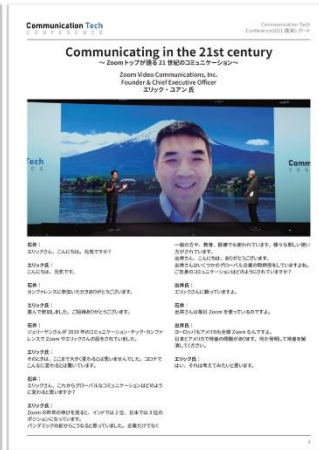 Communication Tech
CONFERENCE
Communication Tech
Conference2021 講演レポート
Communicating in the 21st century
〜 Zoomトップが語る 21 世紀のコミュニケーション〜
Zoom Video Communications, Inc.
Founder & Chief Executive Officer
エリック・ユアン 氏
Tech
Comm
石井：
エリックさん、こんにちは。元気ですか？
エリック氏：
こんにちは、元気です。
石井：
カンファレンスに参加いただきありがとうございます。
エリック氏：
喜んで参加しました。ご招待ありがとうございます。
石井：
ジェリーヤンさんが 2019 年のコミュニケーション・テック・カンファ
レンスで Zoom やエリックさんの話をされていました。
エリック氏：
そのときは、ここまで大きく変わるとは思いませんでした。コロナで
こんなに変わるとは驚いています。
石井：
エリックさん、これからグローバルなコミュニケーションはどのよう
に変わると思いますか？
エリック氏：
Zoom の昨年の伸びを見ると、インドでは 2 位、日本では 3 位の
ポジションになっています。
パンデミックの前からこうなると思っていました。企業だけでなく
一般の方や、教育、医療でも使われています。様々な新しい使い
方がされています。
出井さん、こんにちは、ありがとうございます。
出井さんはいくつかのグローバル企業の取締役をしていますよね。
ご自身のコミュニケーションはどのようにされていますか？
出井氏：
エリックさんに頼っていますよ。
石井：
出井さんは毎日 Zoom を使っているのですよ。
出井氏：
ヨーロッパもアメリカも全部 Zoom なんですよ。
日本とアメリカで時差の問題があります。何か発明して時差を解
消してください。
エリック氏：
はい、それは考えてみたいと思います。